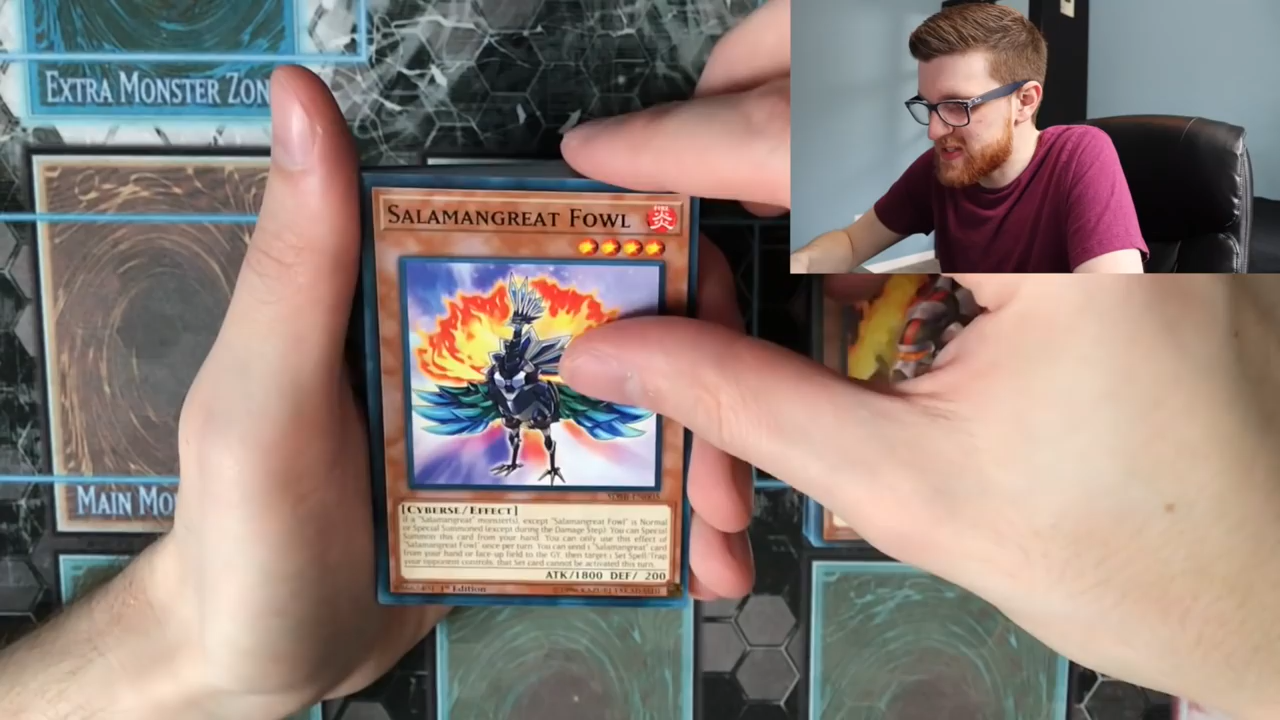 EXTRA MONSTER ZON
SALAMANGREAT FOWL
FIRE
炎
MAIN MO
[CYBERSE/EFFECT]
If a "Salamangreat" monster(s), except "Salamangreat Fowl" is Normal
or Special Summoned (except during the Damage Step): You can Special
Summon this card from your hand. You can only use this effect of
"Salamangreat Fowl" once per turn. You can send 1 "Salamangreat" card
from your hand or face-up field to the GY, then target 1 Set Spell/Trap
your opponent controls; that Set card cannot be activated this turn.
ATK/1800 DEF/ 200
1st Edition